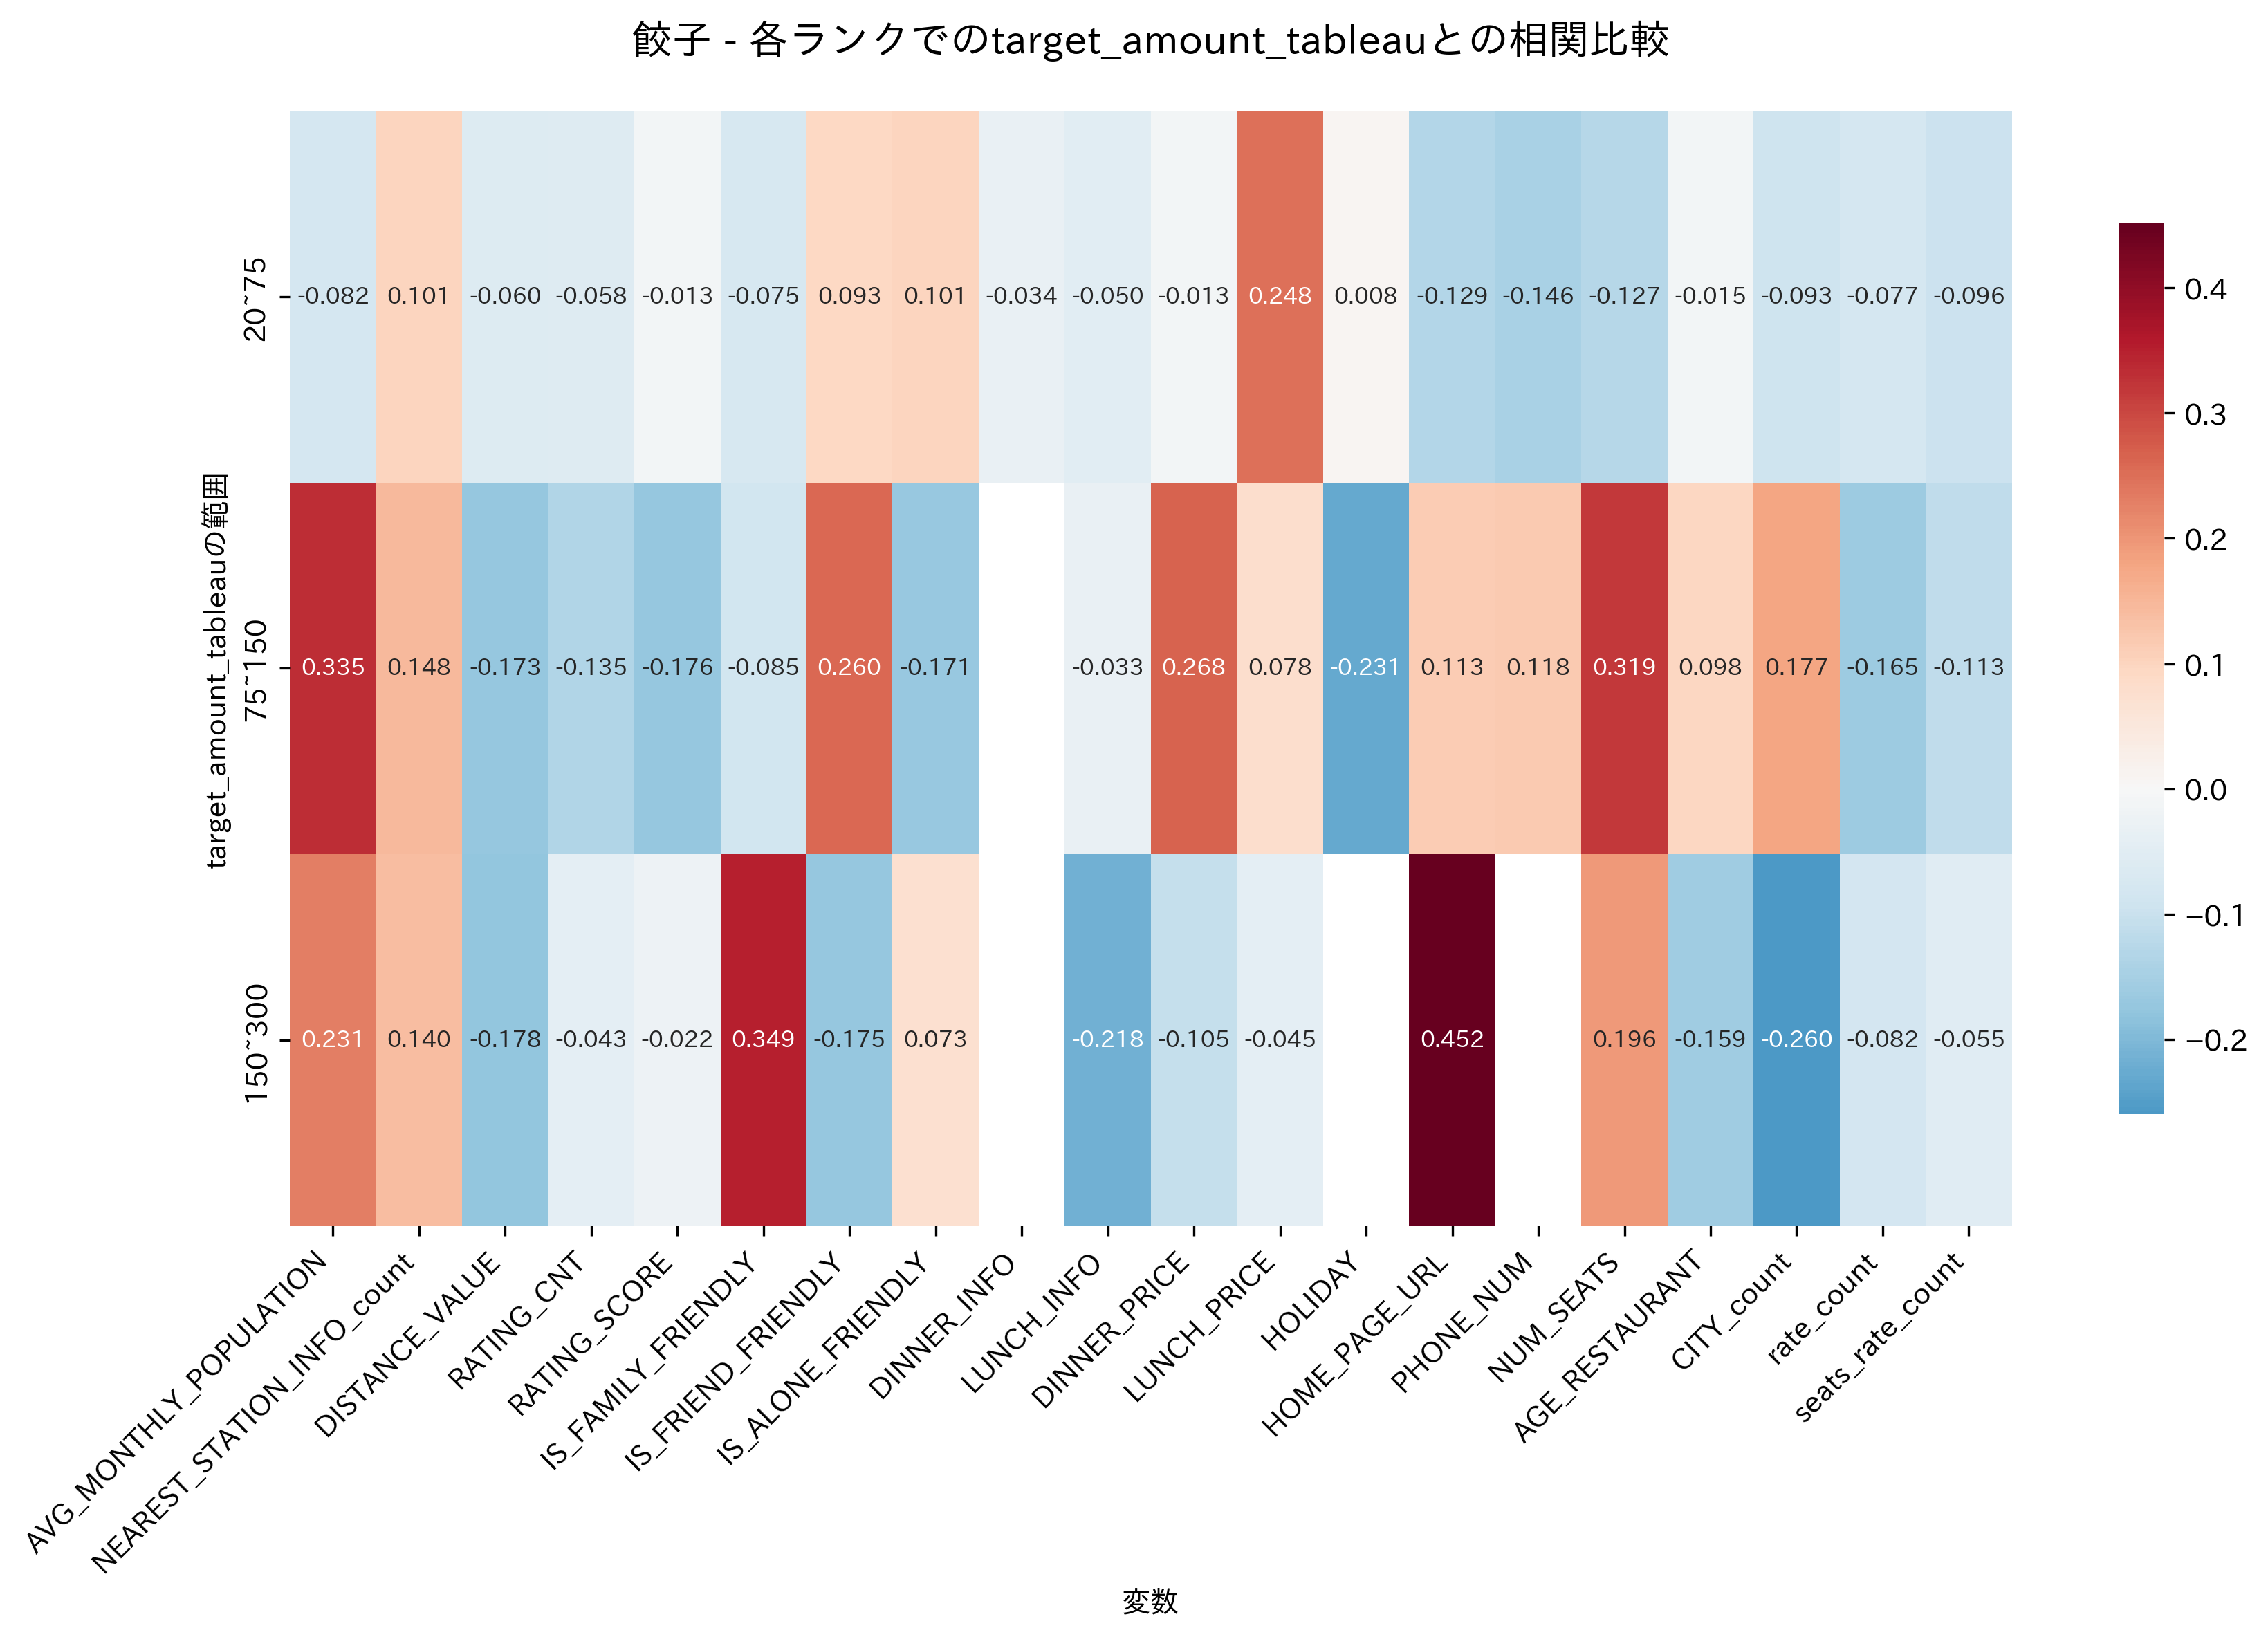 餃子 - 各ランクでのtarget_amount_tableauとの相関比較
target_amount_tableauの範囲
20~75
-0.082 0.101 -0.060 -0.058 -0.013 -0.075 0.093 0.101 -0.034 -0.050 -0.013 0.248 0.008 -0.129 -0.146 -0.127 -0.015 -0.093 -0.077 -0.096
75~150
0.335 0.148 -0.173 -0.135 -0.176 -0.085 0.260 -0.171 -0.033 0.268 0.078 -0.231 0.113 0.118 0.319 0.098 0.177 -0.165 -0.113
150~300
0.231 0.140 -0.178 -0.043 -0.022 0.349 -0.175 0.073 -0.218 -0.105 -0.045 0.452 0.196 -0.159 -0.260 -0.082 -0.055
AVG_MONTHLY_POPULATION
NEAREST_STATION_INFO_count
DISTANCE_VALUE
RATING_CNT
RATING_SCORE
IS_FAMILY_FRIENDLY
IS_FRIEND_FRIENDLY
IS_ALONE_FRIENDLY
DINNER_INFO
LUNCH_INFO
DINNER_PRICE
LUNCH_PRICE
HOLIDAY
HOME_PAGE_URL
PHONE_NUM
NUM_SEATS
AGE_RESTAURANT
CITY_count
rate_count
seats_rate_count
変数
0.4
0.3
0.2
0.1
0.0
−0.1
−0.2